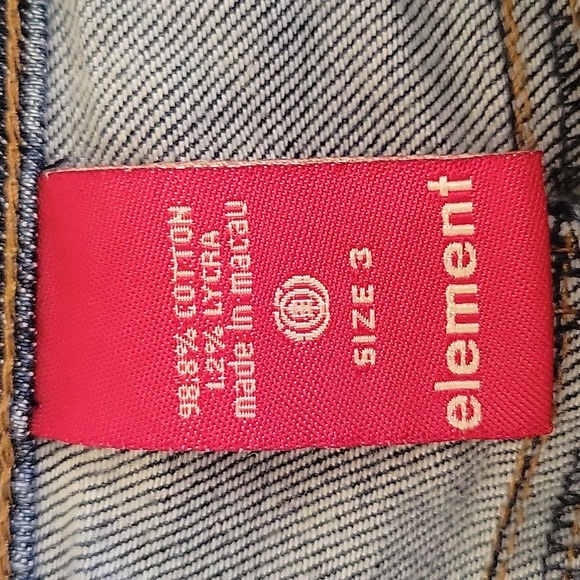 element
SIZE 3
98.8% COTTON
1.2% LYCRA
made in macau